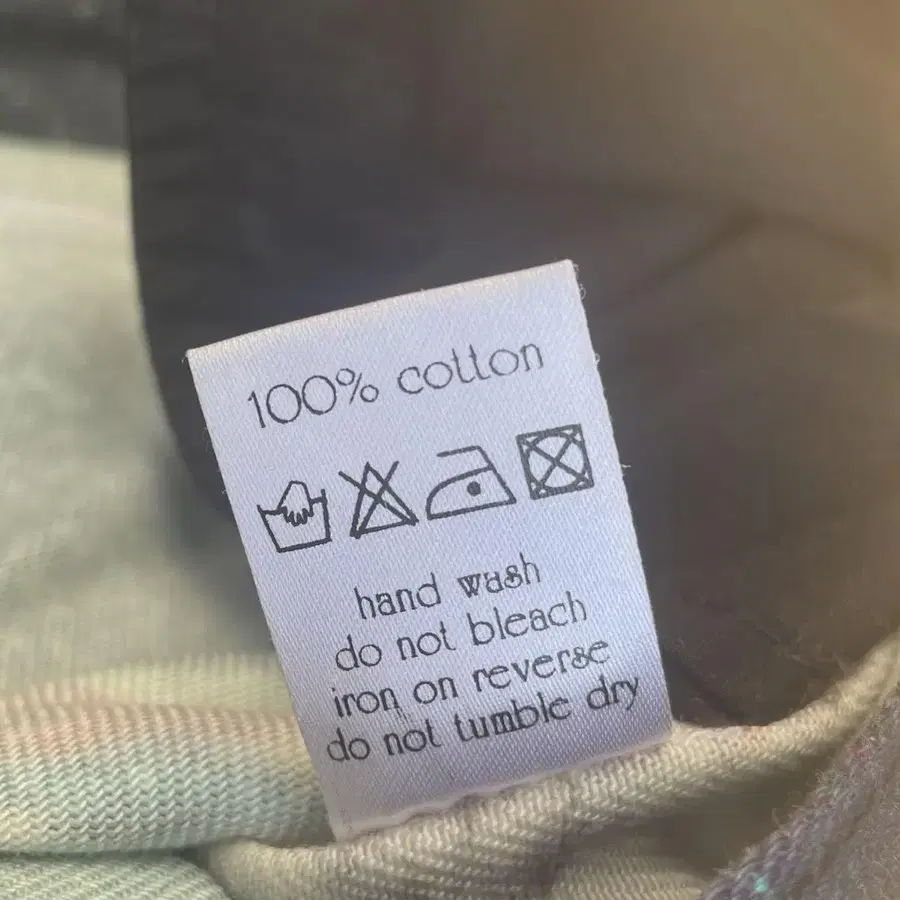 100% cotton
hand wash
do not bleach
iron on reverse
do not tumble dry